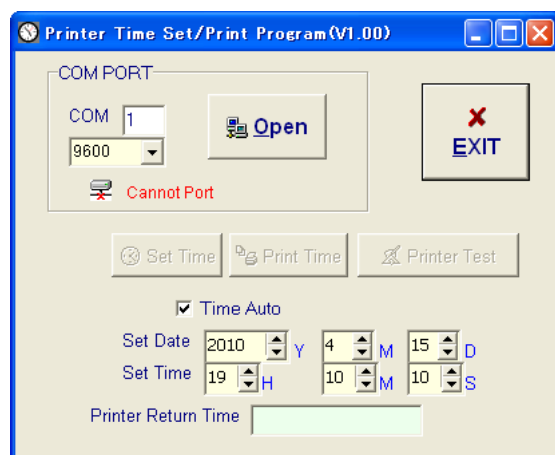 Printer Time Set/Print Program(V1.00)
COM PORT
COM 1
Open
EXIT
9600
Cannot Port
Set Time Print Time Printer Test
Time Auto
Set Date 2010 Y 4 M 15 D
Set Time 19 H 10 M 10 S
Printer Return Time